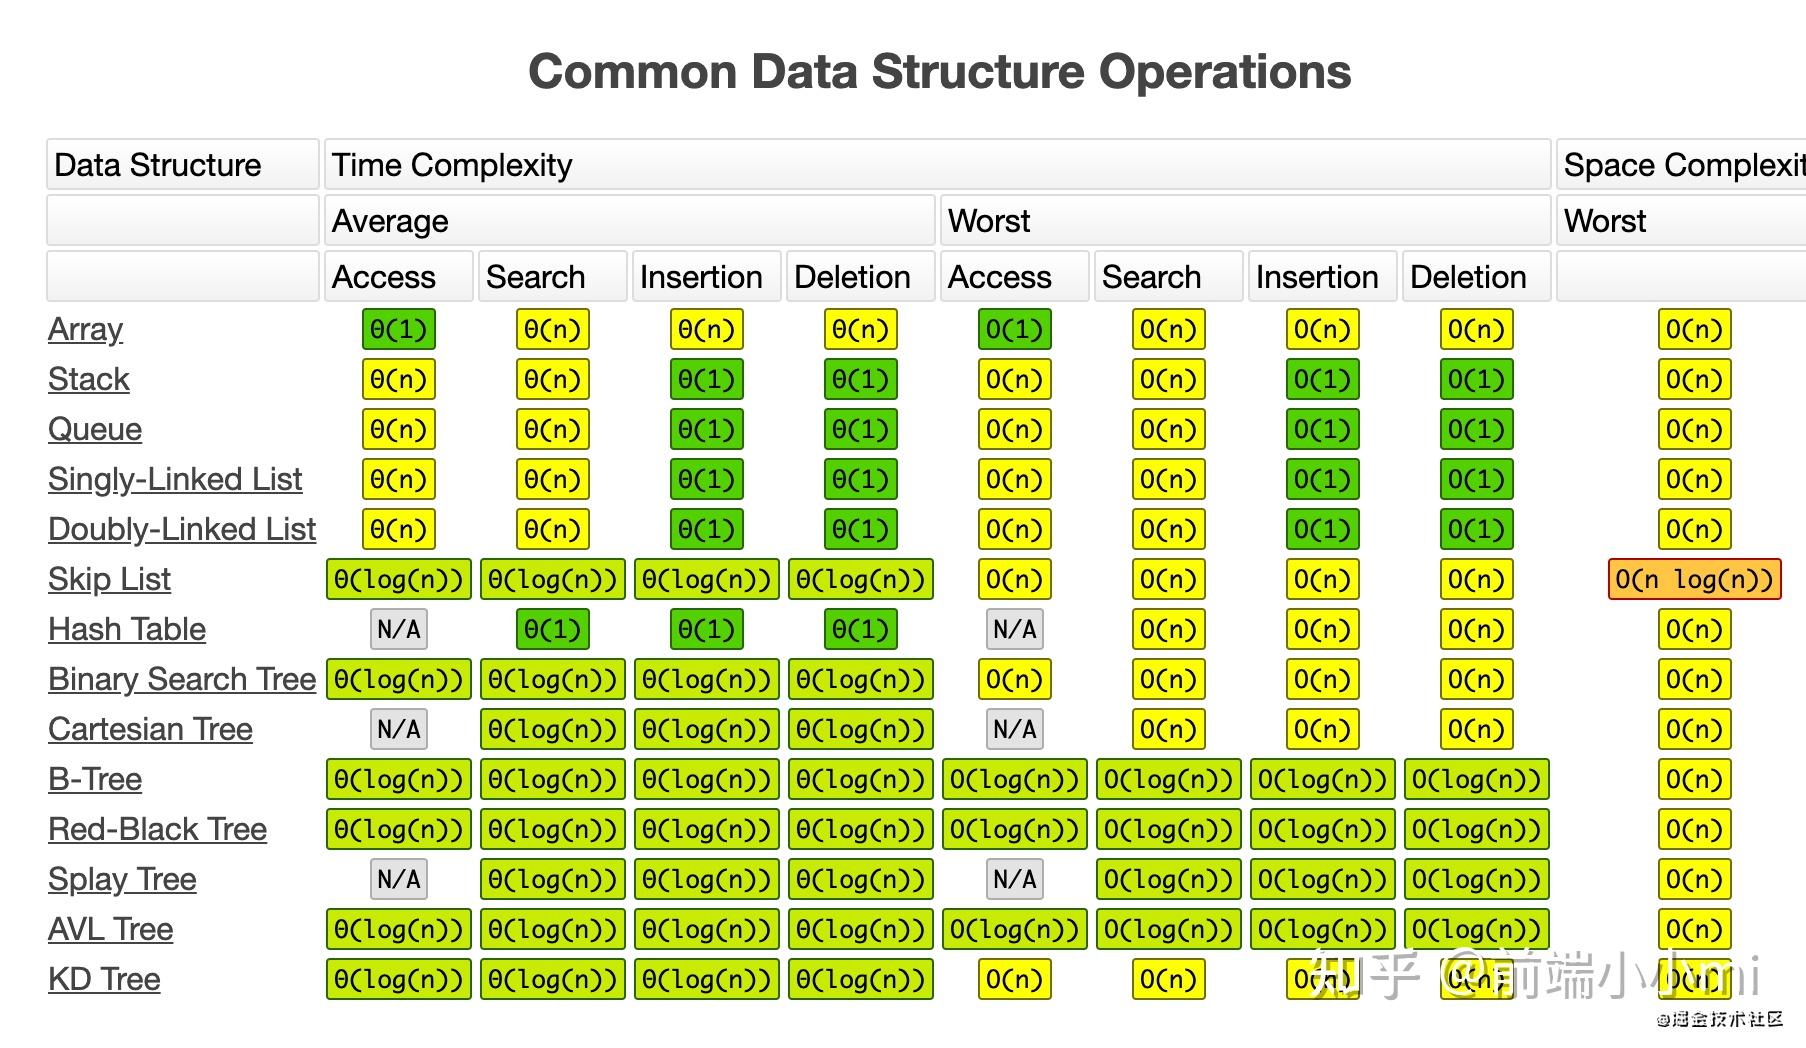 Common Data Structure Operations
Data Structure Time Complexity Space Complexit
Average Worst Worst
Access Search Insertion Deletion Access Search Insertion Deletion
Array Θ(1) Θ(n) Θ(n) Θ(n) O(1) O(n) O(n) O(n) O(n)
Stack Θ(n) Θ(n) Θ(1) Θ(1) O(n) O(n) O(1) O(1) O(n)
Queue Θ(n) Θ(n) Θ(1) Θ(1) O(n) O(n) O(1) O(1) O(n)
Singly-Linked List Θ(n) Θ(n) Θ(1) Θ(1) O(n) O(n) O(1) O(1) O(n)
Doubly-Linked List Θ(n) Θ(n) Θ(1) Θ(1) O(n) O(n) O(1) O(1) O(n)
Skip List Θ(log(n)) Θ(log(n)) Θ(log(n)) Θ(log(n)) O(n) O(n) O(n) O(n) O(n log(n))
Hash Table N/A Θ(1) Θ(1) Θ(1) N/A O(n) O(n) O(n) O(n)
Binary Search Tree Θ(log(n)) Θ(log(n)) Θ(log(n)) Θ(log(n)) O(n) O(n) O(n) O(n) O(n)
Cartesian Tree N/A Θ(log(n)) Θ(log(n)) Θ(log(n)) N/A O(n) O(n) O(n) O(n)
B-Tree Θ(log(n)) Θ(log(n)) Θ(log(n)) Θ(log(n)) O(log(n)) O(log(n)) O(log(n)) O(log(n)) O(n)
Red-Black Tree Θ(log(n)) Θ(log(n)) Θ(log(n)) Θ(log(n)) O(log(n)) O(log(n)) O(log(n)) O(log(n)) O(n)
Splay Tree N/A Θ(log(n)) Θ(log(n)) Θ(log(n)) N/A O(log(n)) O(log(n)) O(log(n)) O(n)
AVL Tree Θ(log(n)) Θ(log(n)) Θ(log(n)) Θ(log(n)) O(log(n)) O(log(n)) O(log(n)) O(log(n)) O(n)
KD Tree Θ(log(n)) Θ(log(n)) Θ(log(n)) Θ(log(n)) O(n) O(n) O(n) O(n) O(n)
知乎 @前端小小mi
@掘金技术社区